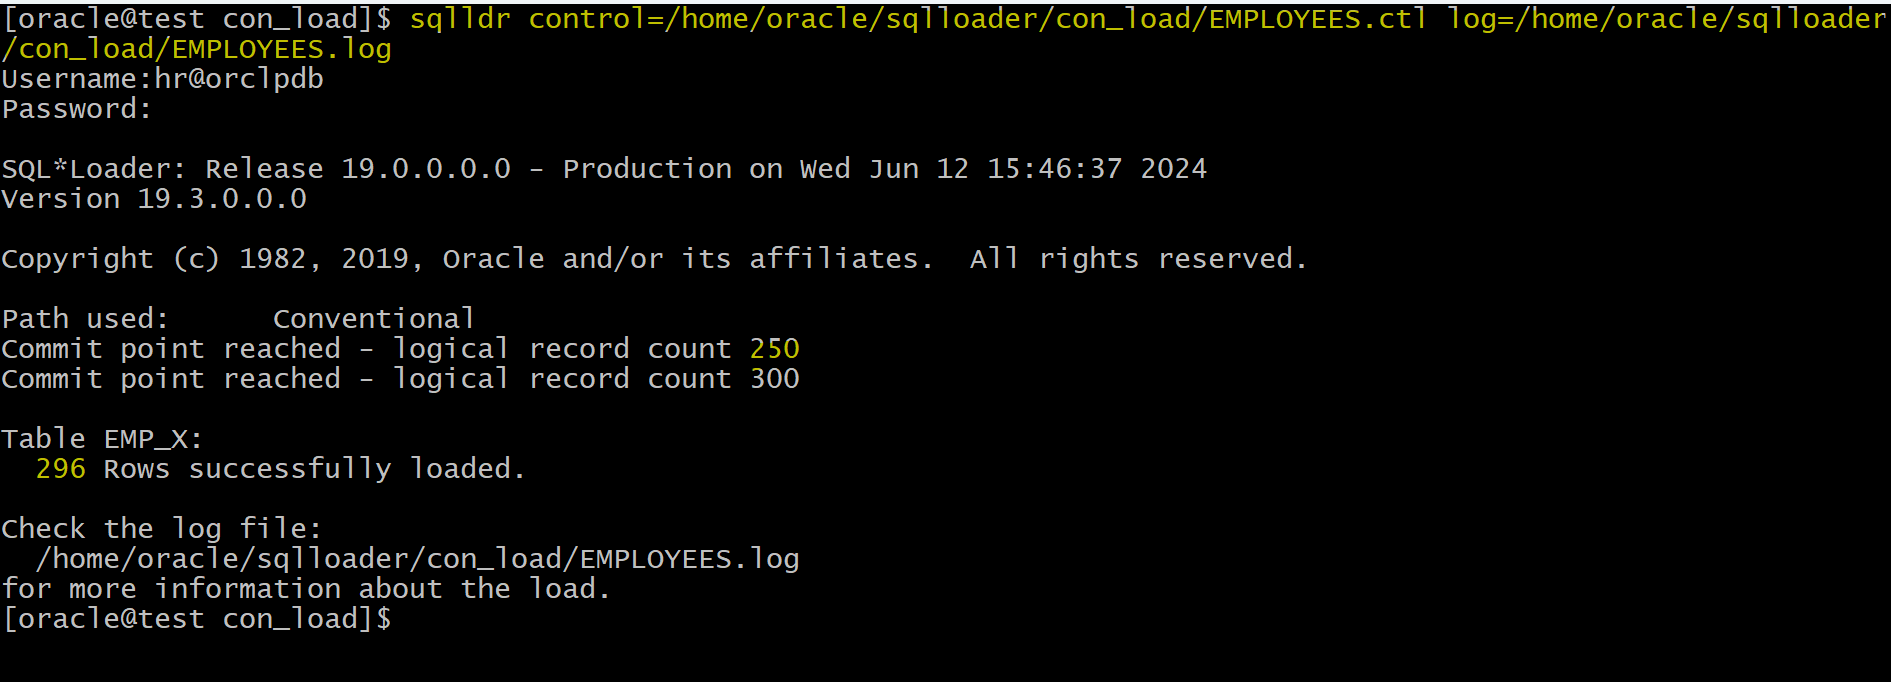 [oracle@test con_load]$ sqlldr control=/home/oracle/sqlloader/con_load/EMPLOYEES.ctl log=/home/oracle/sqlloader
/con_load/EMPLOYEES.log
Username:hr@orclpdb
Password:
SQL*Loader: Release 19.0.0.0.0 - Production on Wed Jun 12 15:46:37 2024
Version 19.3.0.0.0
Copyright (c) 1982, 2019, Oracle and/or its affiliates.  All rights reserved.
Path used:      Conventional
Commit point reached - logical record count 250
Commit point reached - logical record count 300
Table EMP_X:
  296 Rows successfully loaded.
Check the log file:
  /home/oracle/sqlloader/con_load/EMPLOYEES.log
for more information about the load.
[oracle@test con_load]$